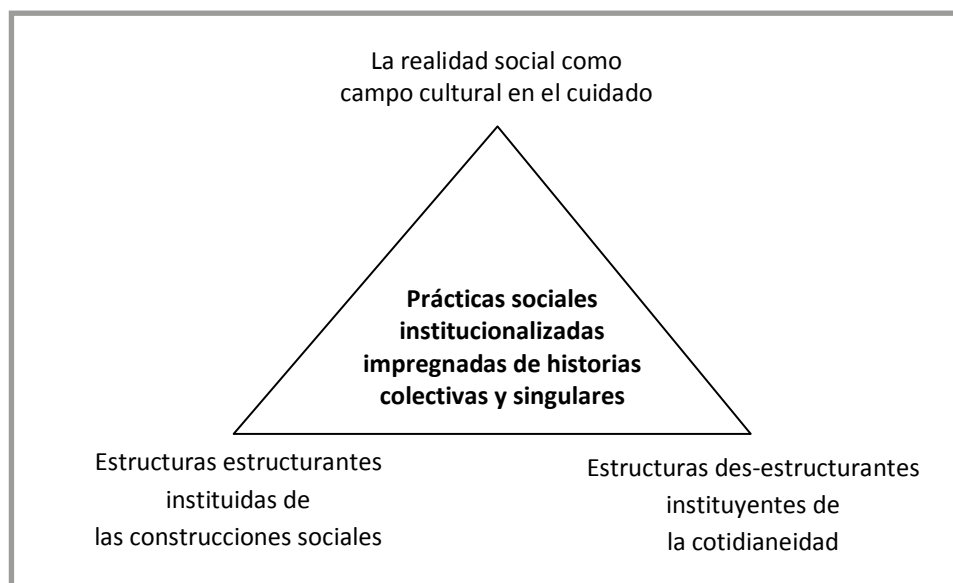 La realidad social como
campo cultural en el cuidado
Prácticas sociales
institucionalizadas
impregnadas de historias
colectivas y singulares
Estructuras estructurantes
instituidas de
las construcciones sociales
Estructuras des-estructurantes
instituyentes de
la cotidianeidad